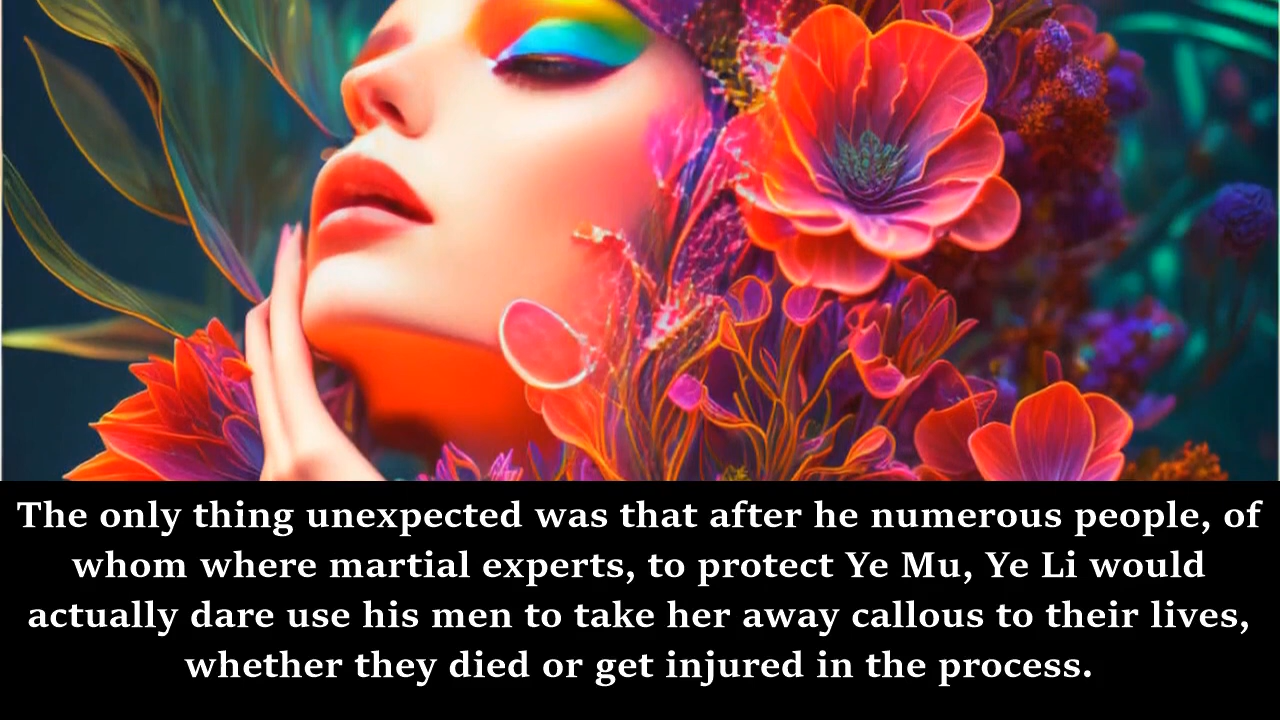 The only thing unexpected was that after he numerous people, of
whom where martial experts, to protect Ye Mu, Ye Li would
actually dare use his men to take her away callous to their lives,
whether they died or get injured in the process.